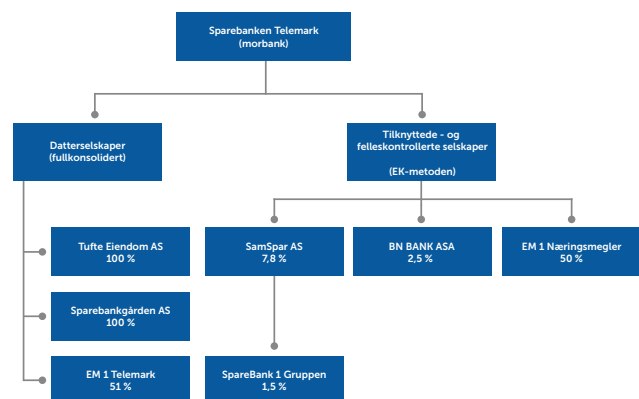 Sparebanken Telemark
(morbank)
Datterselskaper
(fullkonsolidert)
Tilknyttede - og
felleskontrollerte selskaper
(EK-metoden)
Tufte Eiendom AS
100 %
SamSpar AS
7,8 %
BN BANK ASA
2,5 %
EM 1 Næringsmegler
50 %
Sparebankgården AS
100 %
EM 1 Telemark
51 %
SpareBank 1 Gruppen
1,5 %